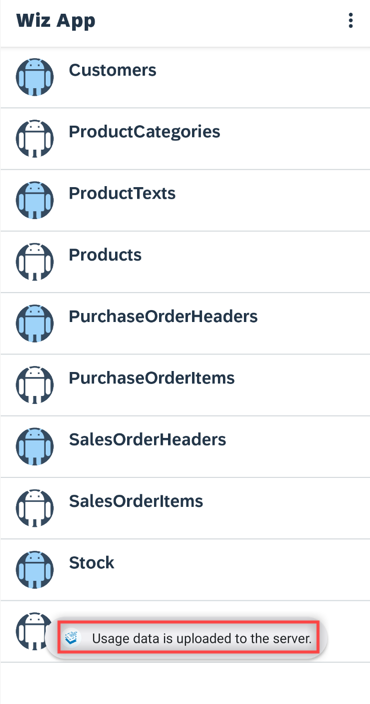 Wiz App
Customers
ProductCategories
ProductTexts
Products
PurchaseOrderHeaders
PurchaseOrderItems
SalesOrderHeaders
SalesOrderItems
Stock
Usage data is uploaded to the server.